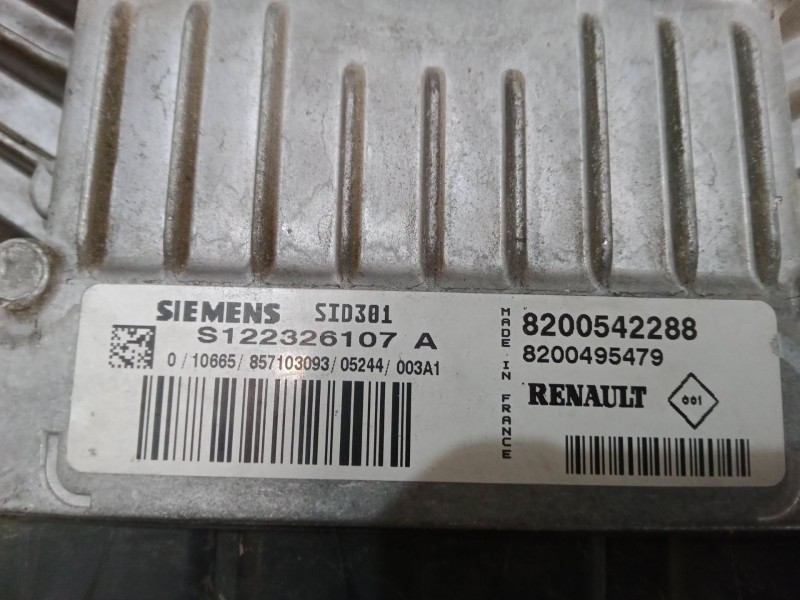 SIEMENS SID301
S122326107 A
0 / 10665/ 857103093/ 05244/ 003A1
MADE IN FRANCE
8200542288
8200495479
RENAULT 001